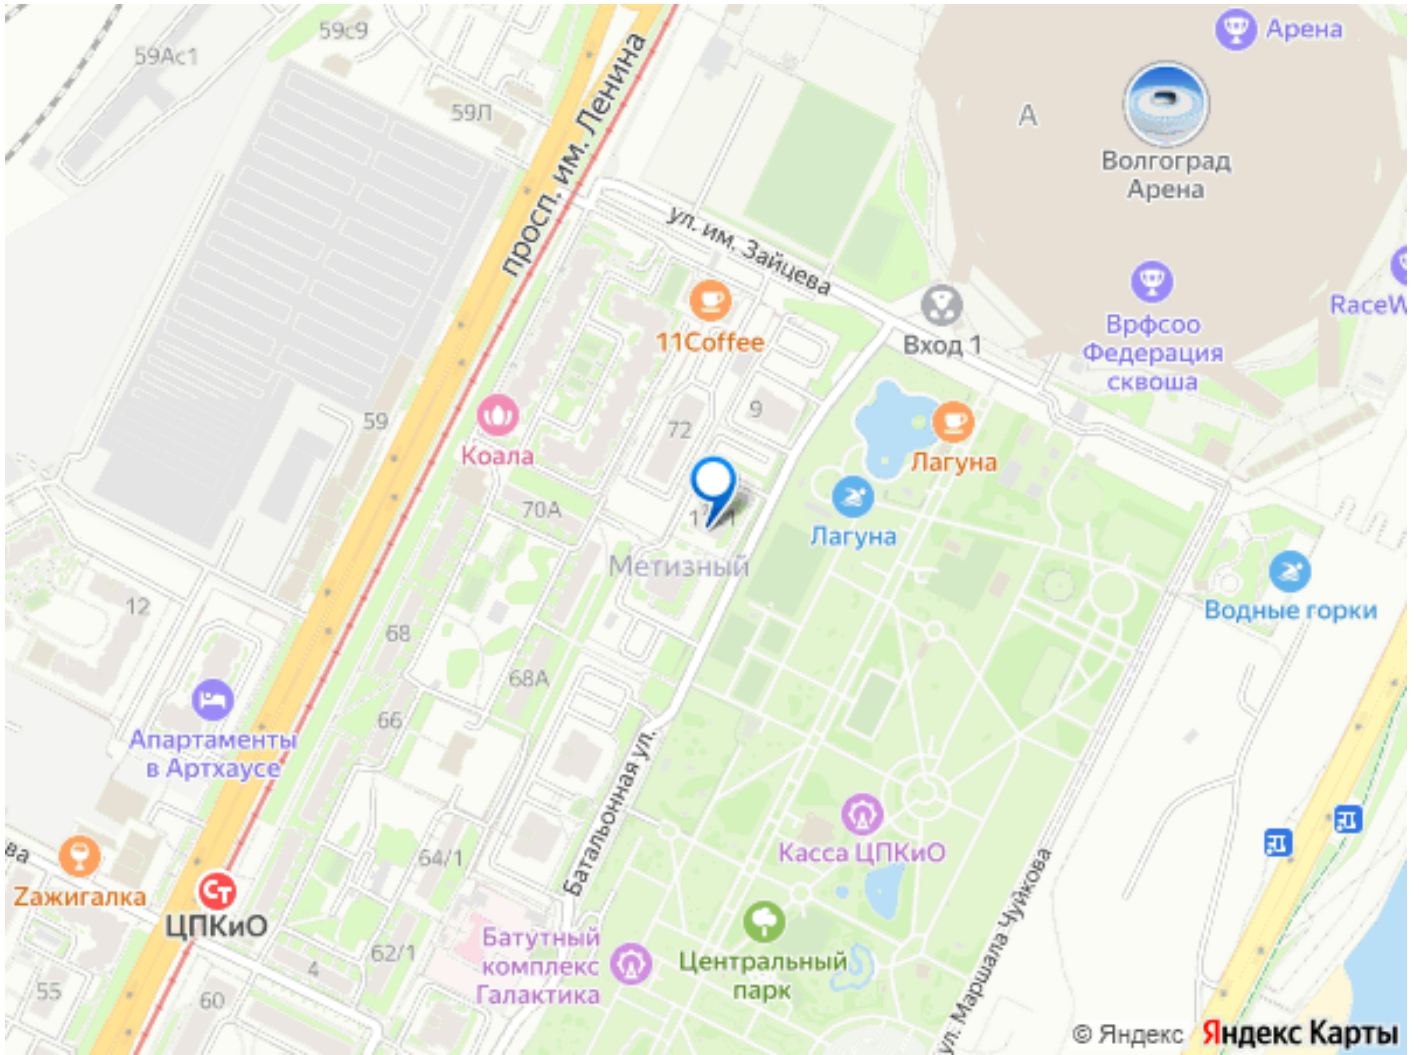 59с9
59Ас1
59Л
просп. им. Ленина
Арена
А
Волгоград
Арена
ул. им. Зайцева
RaceW
Врфсоо
Федерация
сквоша
Вход 1
11Coffee
9
59
72
Коала
Лагуна
70А
Лагуна
Метизный
Водные горки
12
68
68А
66
Апартаменты
в Артхаусе
Батальонная ул.
Касса ЦПКиО
64/1
ва
Zажигалка
ЦПКиО
ул. Маршала Чуйкова
Батутный
комплекс
Галактика
Центральный
парк
62/1
4
55
60
© Яндекс Яндекс Карты